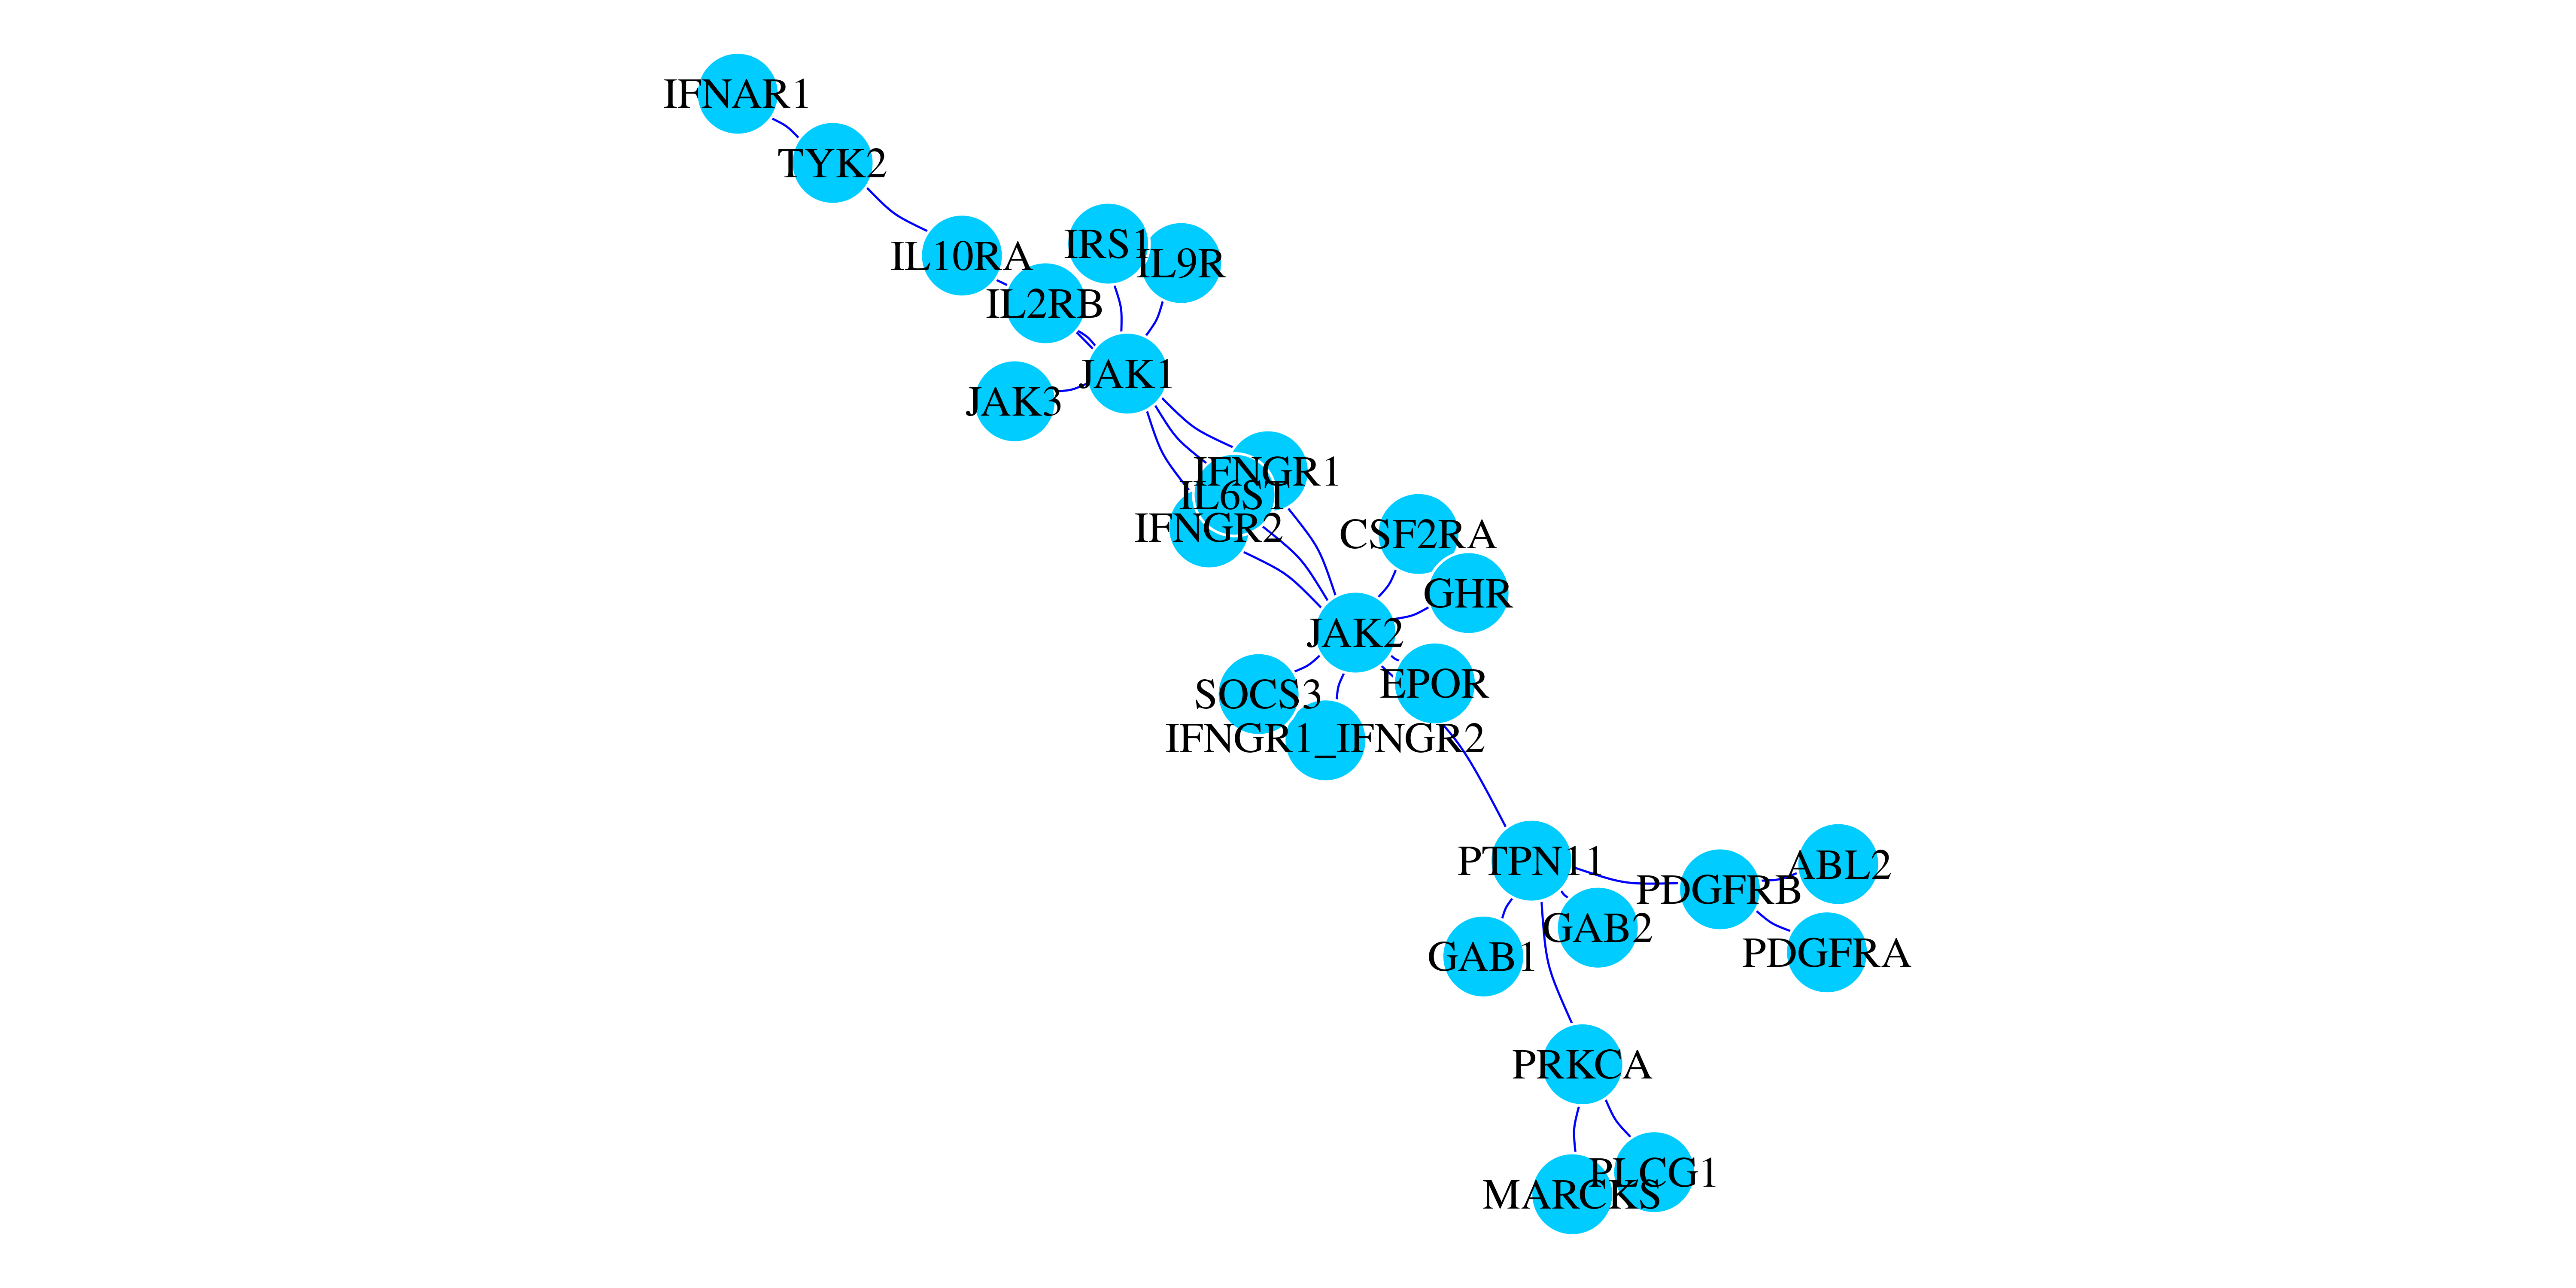 IFNAR1
TYK2
IL10RA
IRS1
IL9R
IL2RB
JAK1
JAK3
IFNGR1
IL6ST
IFNGR2
CSF2RA
GHR
JAK2
EPOR
SOCS3
IFNGR1_IFNGR2
PTPN11
ABL2
PDGFRB
GAB2
GAB1
PDGFRA
PRKCA
PLCG1
MARCKS